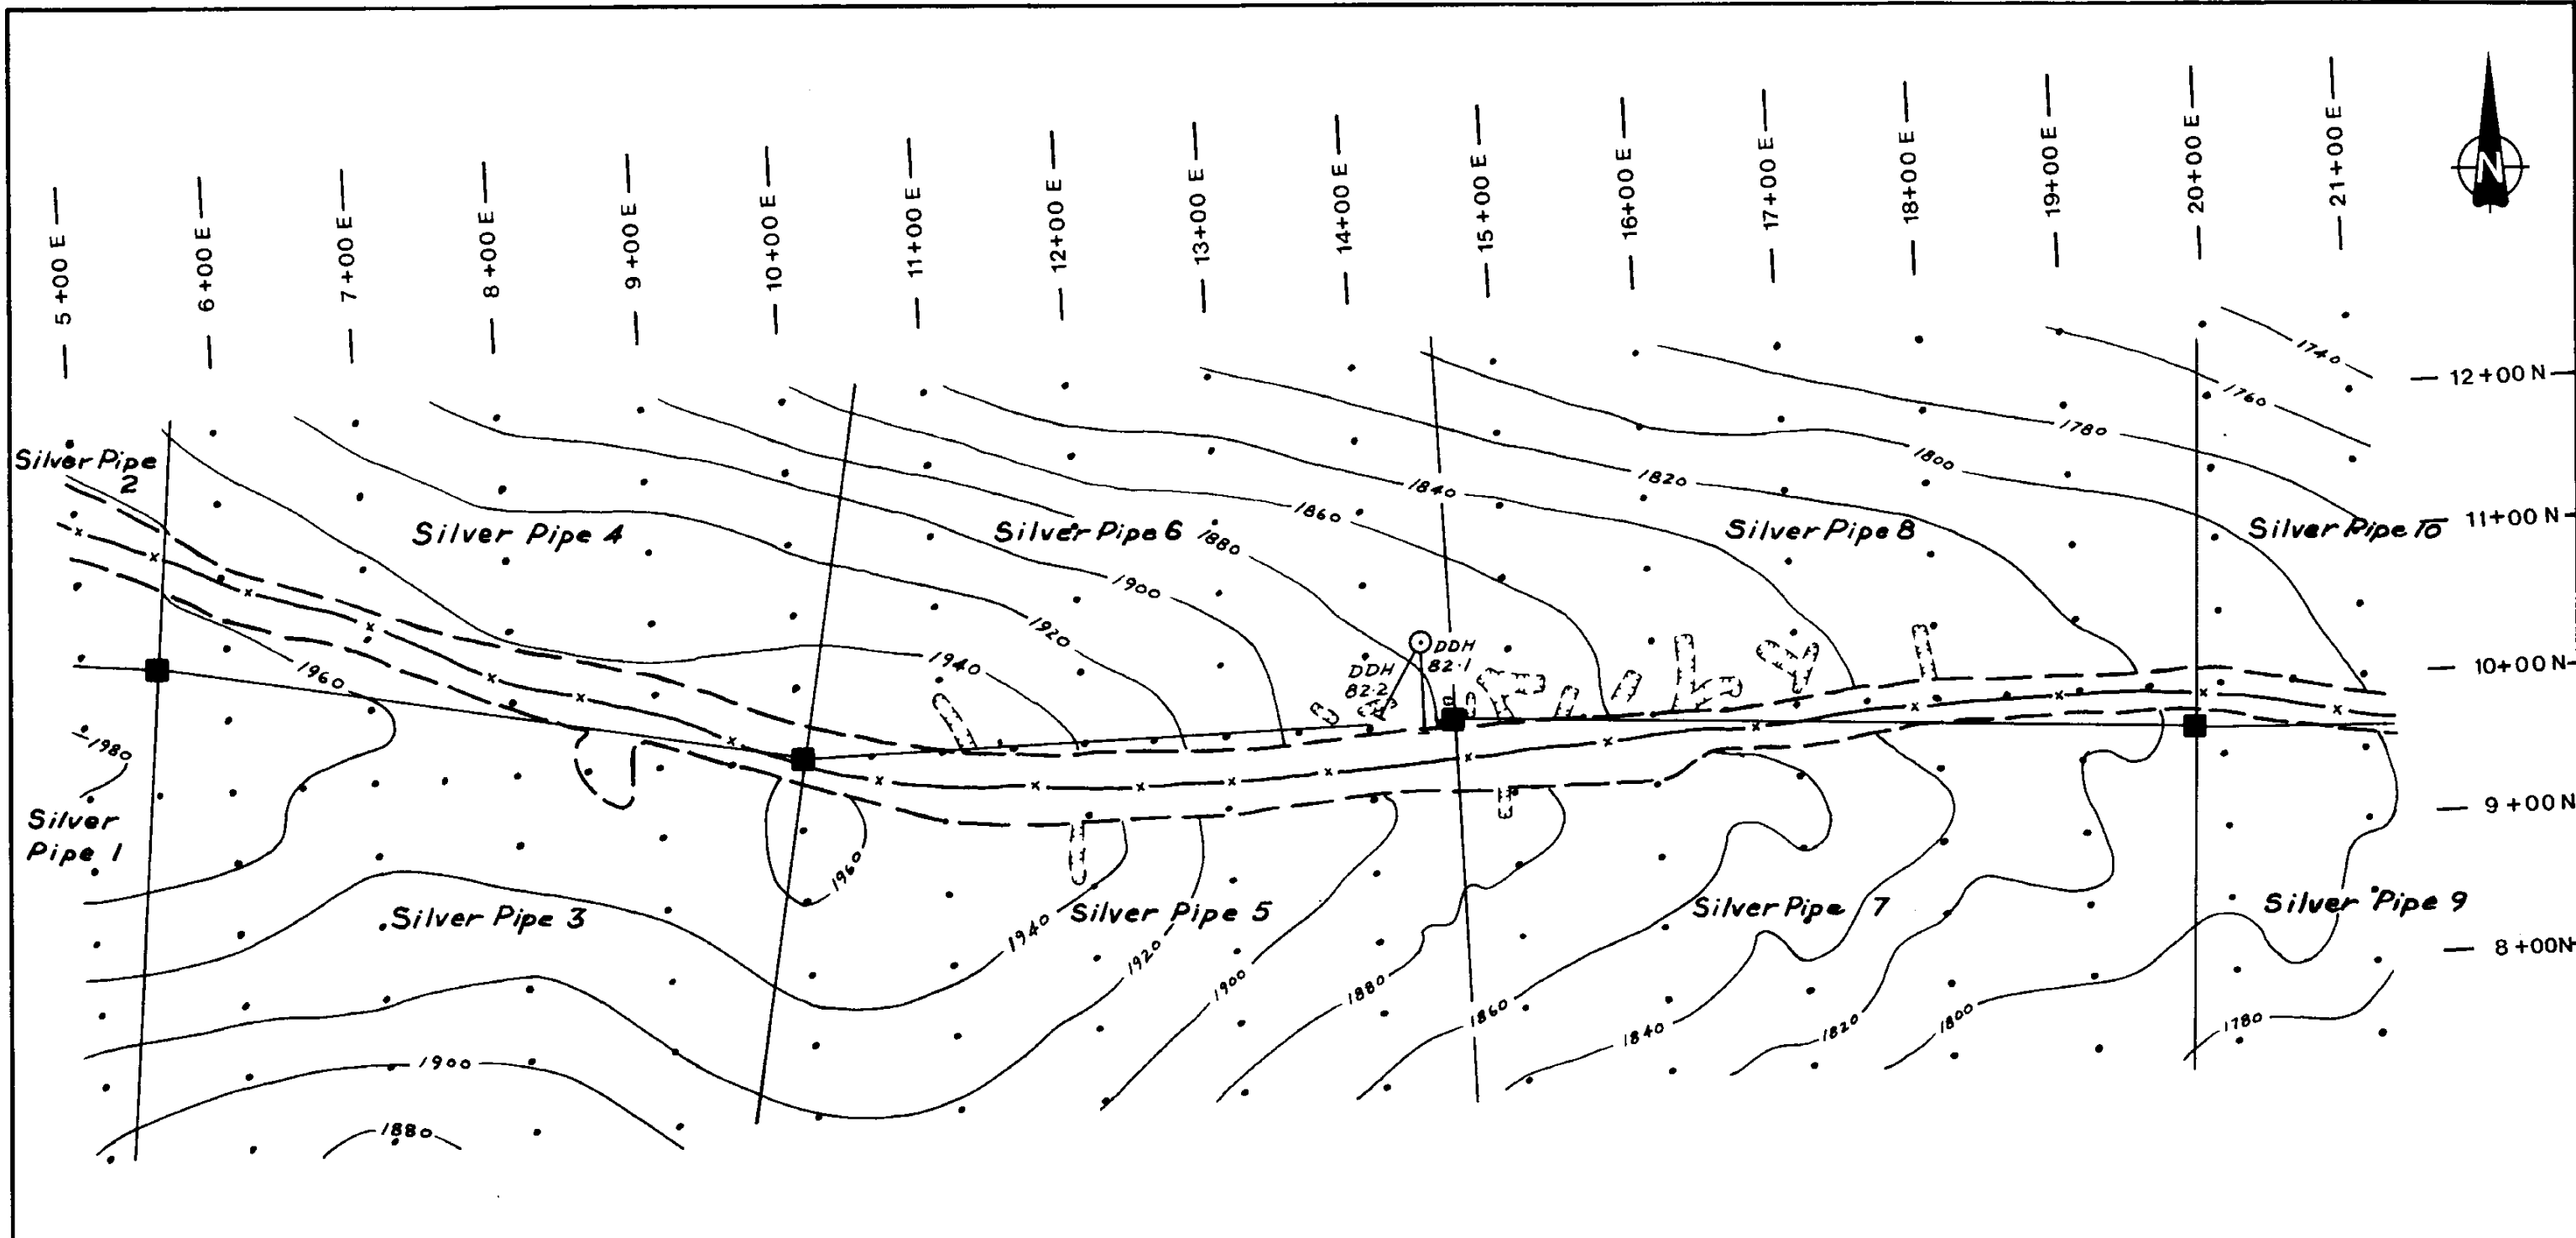 5+00 E
6+00 E
7+00 E
8+00 E
9+00 E
10+00 E
11+00 E
12+00 E
13+00 E
14+00 E
15+00 E
16+00 E
17+00 E
18+00 E
19+00 E
20+00 E
21+00 E
N
12+00 N
11+00 N
10+00 N
9+00 N
8+00N
1740
1760
1780
1800
1820
1840
1860
1880
1900
1920
1940
1960
1980
Silver Pipe
2
Silver Pipe 4
Silver Pipe 6
Silver Pipe 8
Silver Pipe 10
DDH
82·1
DDH
82·2
Silver
Pipe 1
Silver Pipe 3
Silver Pipe 5
Silver Pipe 7
Silver Pipe 9
1960
1940
1920
1900
1880
1860
1840
1820
1800
1780
1900
1880